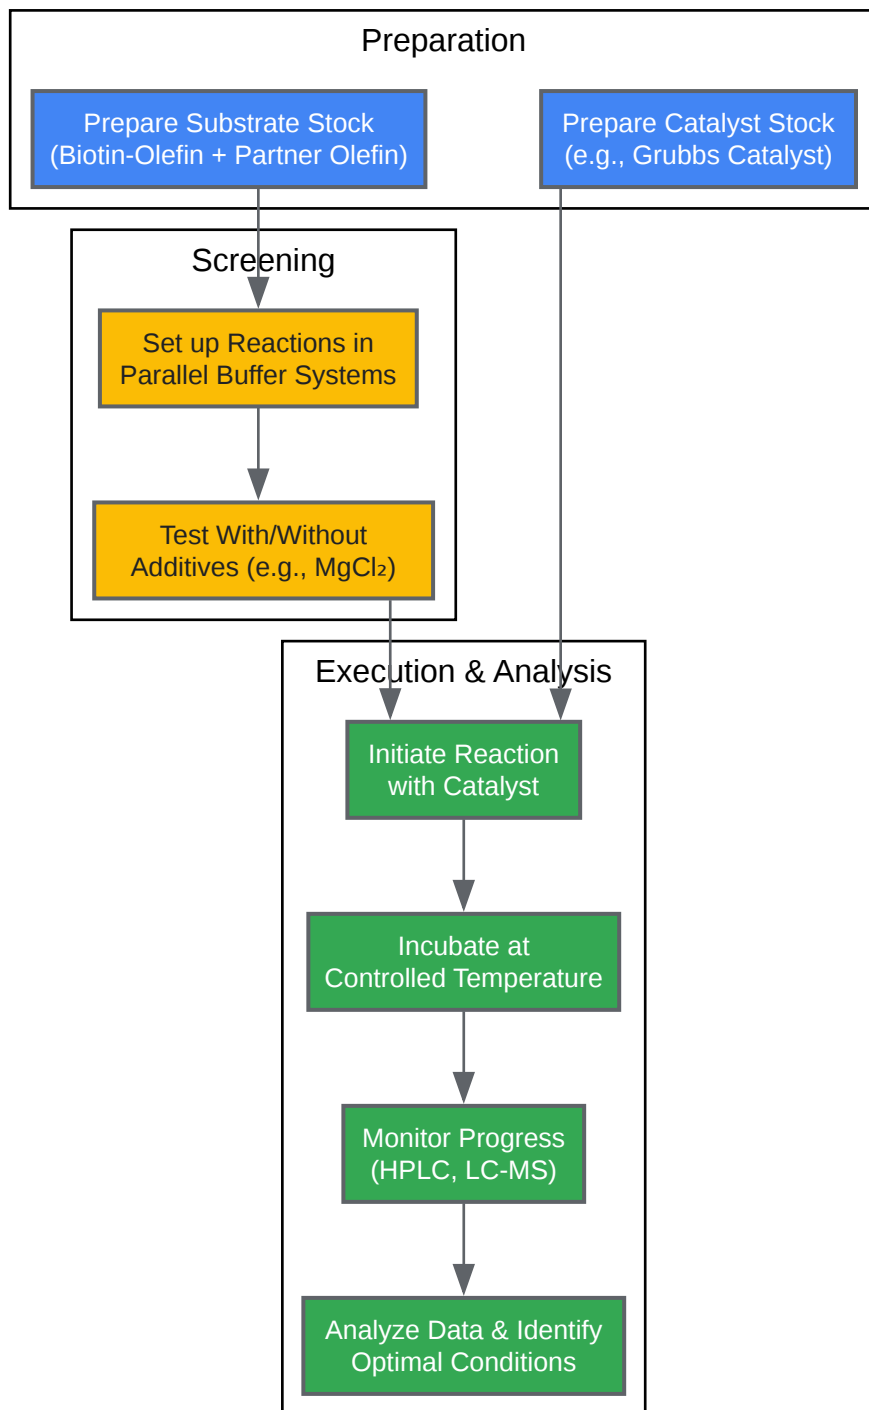 Preparation
Prepare Substrate Stock
(Biotin-Olefin + Partner Olefin)
Prepare Catalyst Stock
(e.g., Grubbs Catalyst)
Screening
Set up Reactions in
Parallel Buffer Systems
Test With/Without
Additives (e.g., MgCl₂)
Execution & Analysis
Initiate Reaction
with Catalyst
Incubate at
Controlled Temperature
Monitor Progress
(HPLC, LC-MS)
Analyze Data & Identify
Optimal Conditions